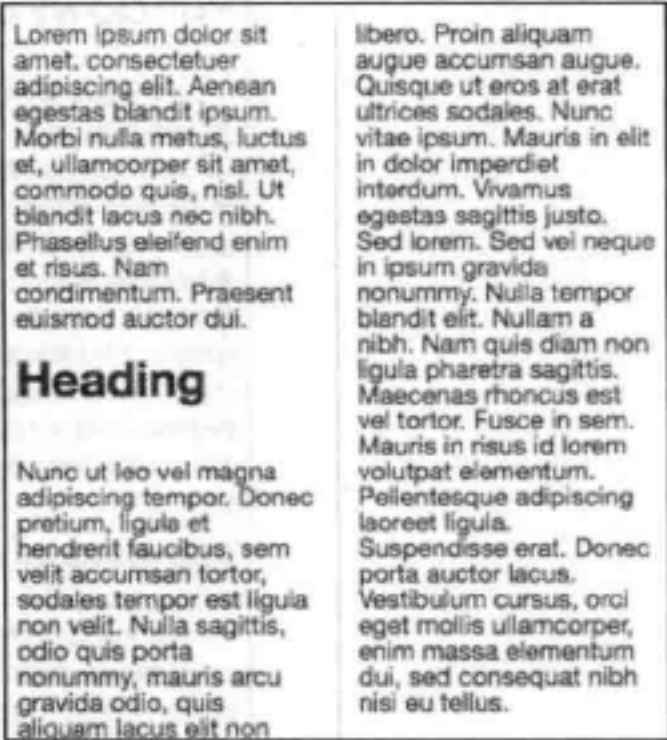 Lorem ipsum dolor sit
amet, consectetuer
adipiscing elit. Aenean
egestas blandit ipsum.
Morbi nulla metus, luctus
et, ullamcorper sit amet,
commodo quis, nisl. Ut
blandit lacus nec nibh.
Phasellus eleifend enim
et risus. Nam
condimentum. Praesent
euismod auctor dui.
Heading
Nunc ut leo vel magna
adipiscing tempor. Donec
pretium, ligula et
hendrerit faucibus, sem
velit accumsan tortor,
sodales tempor est ligula
non velit. Nulla sagittis,
odio quis porta
nonummy, mauris arcu
gravida odio, quis
aliquam lacus elit non
libero. Proin aliquam
augue accumsan augue.
Quisque ut eros at erat
ultrices sodales. Nunc
vitae ipsum. Mauris in elit
in dolor imperdiet
interdum. Vivamus
egestas sagittis justo.
Sed lorem. Sed vel neque
in ipsum gravida
nonummy. Nulla tempor
blandit elit. Nullam a
nibh. Nam quis diam non
ligula pharetra sagittis.
Maecenas rhoncus est
vel tortor. Fusce in sem.
Mauris in risus id lorem
volutpat elementum.
Pellentesque adipiscing
laoreet ligula.
Suspendisse erat. Donec
porta auctor lacus.
Vestibulum cursus, orci
eget mollis ullamcorper,
enim massa elementum
dui, sed consequat nibh
nisi eu tellus.